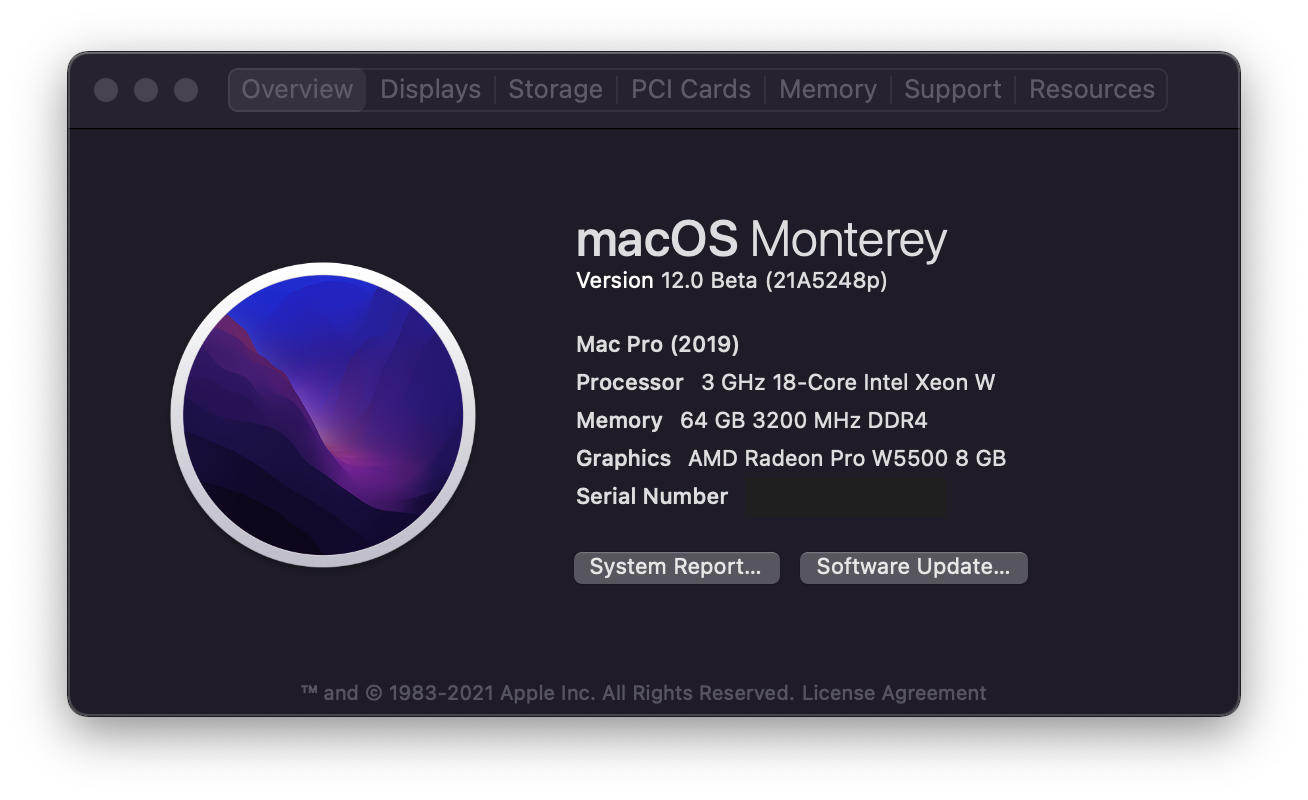 Overview Displays Storage PCI Cards Memory Support Resources
macOS Monterey
Version 12.0 Beta (21A5248p)
Mac Pro (2019)
Processor 3 GHz 18-Core Intel Xeon W
Memory 64 GB 3200 MHz DDR4
Graphics AMD Radeon Pro W5500 8 GB
Serial Number
System Report... Software Update...
™ and © 1983-2021 Apple Inc. All Rights Reserved. License Agreement